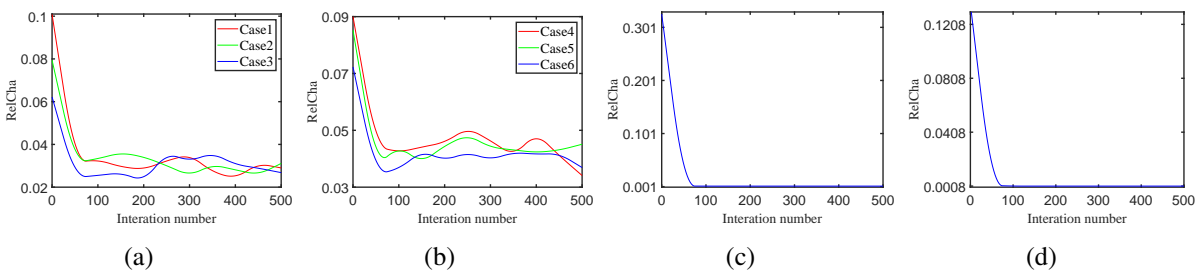 0.1
0.08
0.06
0.04
0.02
RelCha
Case1
Case2
Case3
0 100 200 300 400 500
Interation number
(a)
0.09
0.07
0.05
0.03
RelCha
Case4
Case5
Case6
0 100 200 300 400 500
Interation number
(b)
0.301
0.201
0.101
0.001
RelCha
0 100 200 300 400 500
Interation number
(c)
0.1208
0.0808
0.0408
0.0008
RelCha
0 100 200 300 400 500
Interation number
(d)